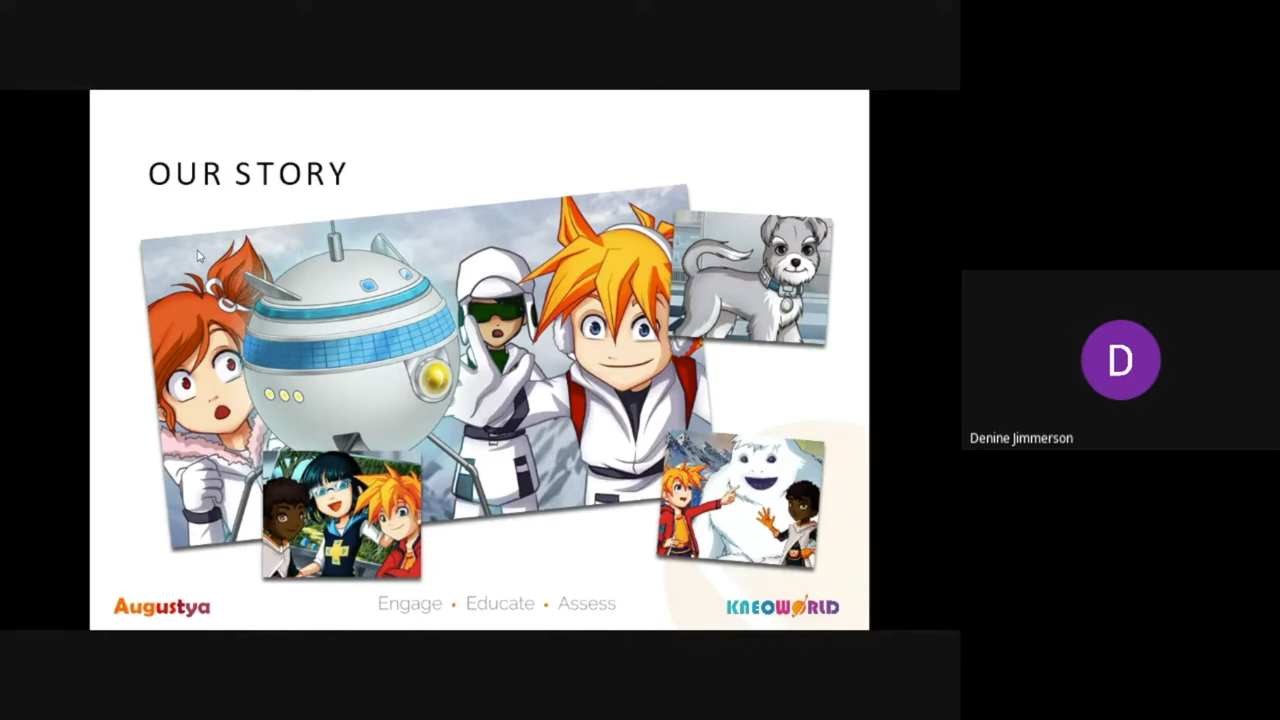 OUR STORY
D
Denine Jimmerson
Augustya
Engage • Educate • Assess
KNEOWORLD